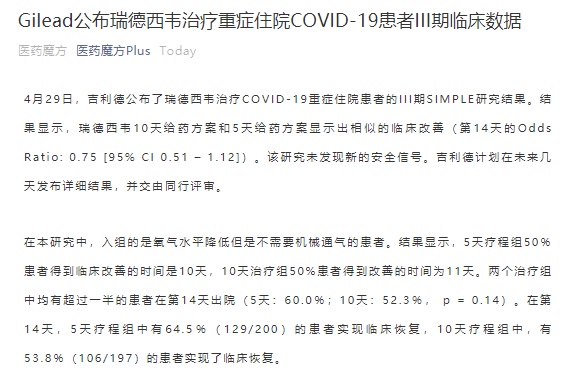 Gilead公布瑞德西韦治疗重症住院COVID-19患者III期临床数据
医药魔方 医药魔方Plus Today
4月29日，吉利德公布了瑞德西韦治疗COVID-19重症住院患者的III期SIMPLE研究结果。结
果显示，瑞德西韦10天给药方案和5天给药方案显示出相似的临床改善（第14天的Odds
Ratio: 0.75 [95% CI 0.51 – 1.12]）。该研究未发现新的安全信号。吉利德计划在未来几
天发布详细结果，并交由同行评审。
在本研究中，入组的是氧气水平降低但是不需要机械通气的患者。结果显示，5天疗程组50%
患者得到临床改善的时间是10天，10天治疗组50%患者得到改善的时间为11天。两个治疗组
中均有超过一半的患者在第14天出院（5天：60.0%；10天：52.3%， p = 0.14）。在第
14天，5天疗程组中有64.5%（129/200）的患者实现临床恢复，10天疗程组中，有
53.8%（106/197）的患者实现了临床恢复。